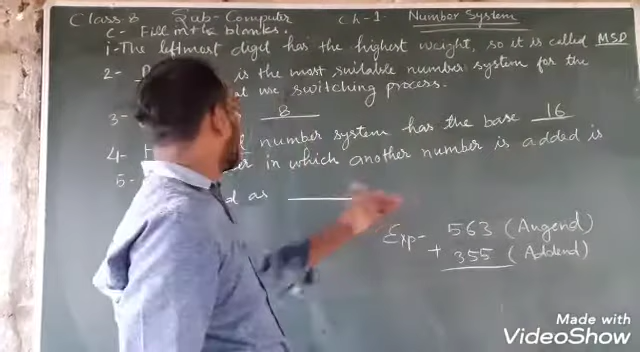 Class-8 Sub-Computer Ch-1 Number System
C- Fill in the blanks.
1-The leftmost digit has the highest weight, so it is called MSD
2- is the most suitable number system for the
use switching process.
3- 8
4- number system has the base 16
5- in which another number is added is
as
Exp- 563 (Augend)
+ 355 (Addend)
Made with
VideoShow